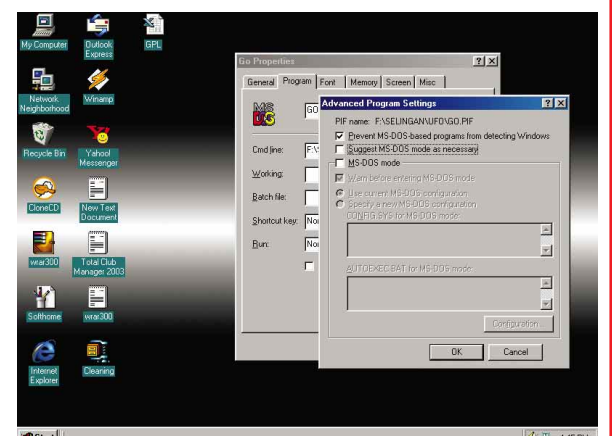 My Computer
Outlook
Express
GPL
Network
Neighborhood
Winamp
Recycle Bin
Yahoo!
Messenger
CloneCD
New Text
Document
wrar300
Total Club
Manager 2003
Softhome
wrar300
Internet
Explorer
Cleaning
Go Properties
General
Program
Font
Memory
Screen
Misc
MS
DOS
GO
Cmd line:
Working:
Batch file:
Shortcut key:
Run:
Advanced Program Settings
PIF name: F:\SELINGAN\UFO\GO.PIF
Prevent MS-DOS-based programs from detecting Windows
Suggest MS-DOS mode as necessary
MS-DOS mode
Warn before entering MS-DOS mode
Use current MS-DOS configuration
Specify a new MS-DOS configuration
CONFIG.SYS for MS-DOS mode:
AUTOEXEC.BAT for MS-DOS mode:
Configuration...
OK
Cancel